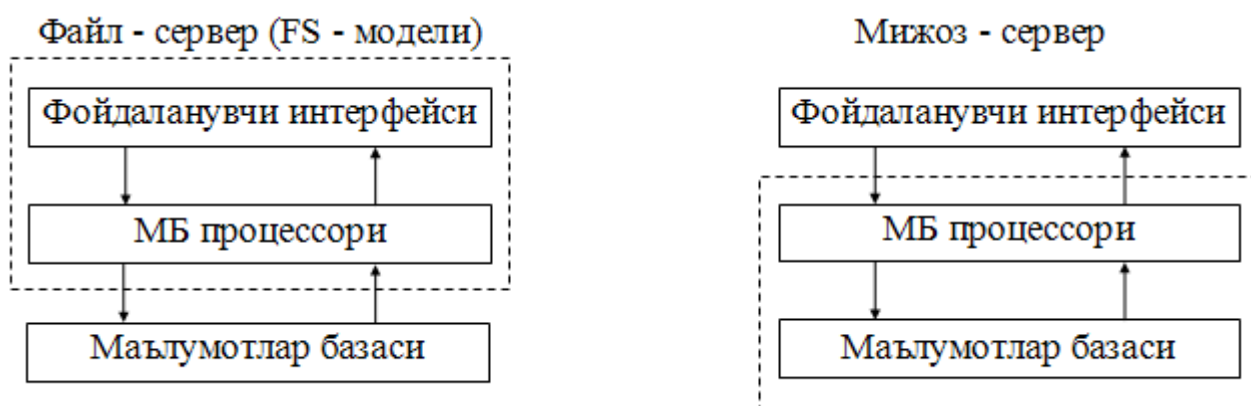 Файл - сервер (FS - модели)
Фойдаланувчи интерфейси
МБ процессори
Маълумотлар базаси
Мижоз - сервер
Фойдаланувчи интерфейси
МБ процессори
Маълумотлар базаси